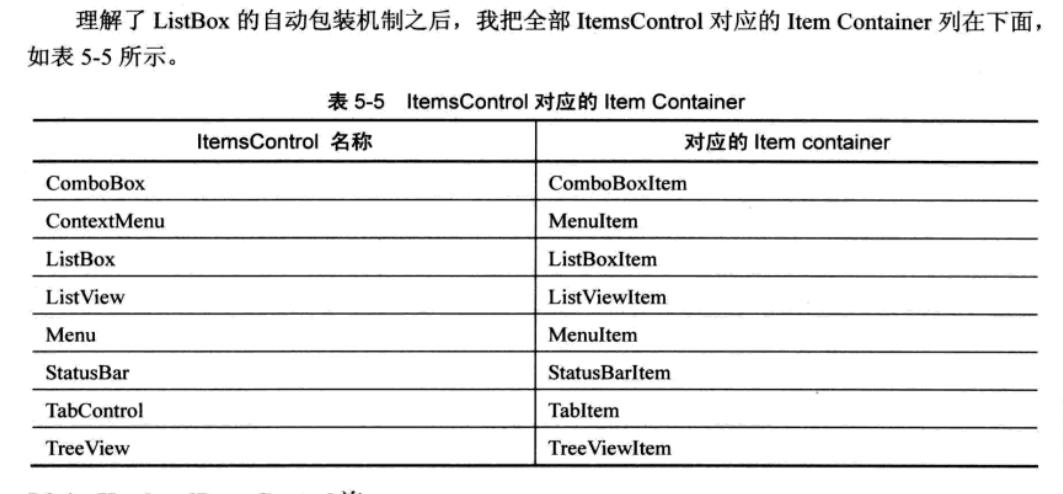 理解了 ListBox 的自动包装机制之后，我把全部 ItemsControl 对应的 Item Container 列在下面，
如表 5-5 所示。
表 5-5 ItemsControl 对应的 Item Container
ItemsControl 名称 对应的 Item container
ComboBox ComboBoxItem
ContextMenu MenuItem
ListBox ListBoxItem
ListView ListViewItem
Menu MenuItem
StatusBar StatusBarItem
TabControl TabItem
TreeView TreeViewItem